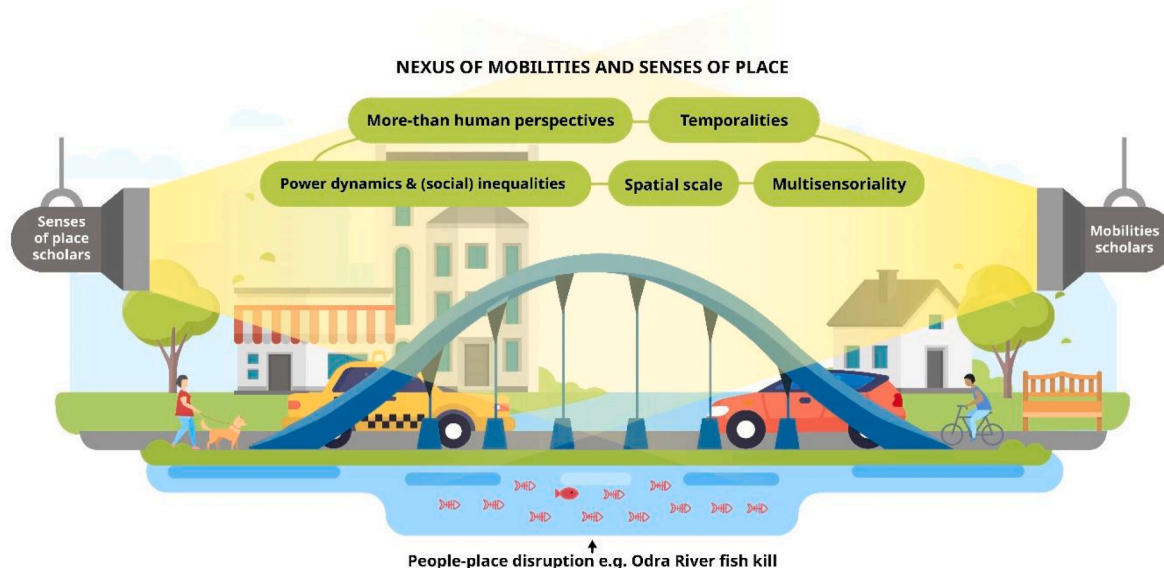 NEXUS OF MOBILITIES AND SENSES OF PLACE
More-than human perspectives
Temporalities
Power dynamics & (social) inequalities
Spatial scale
Multisensoriality
Senses
of place
scholars
Mobilities
scholars
People-place disruption e.g. Odra River fish kill